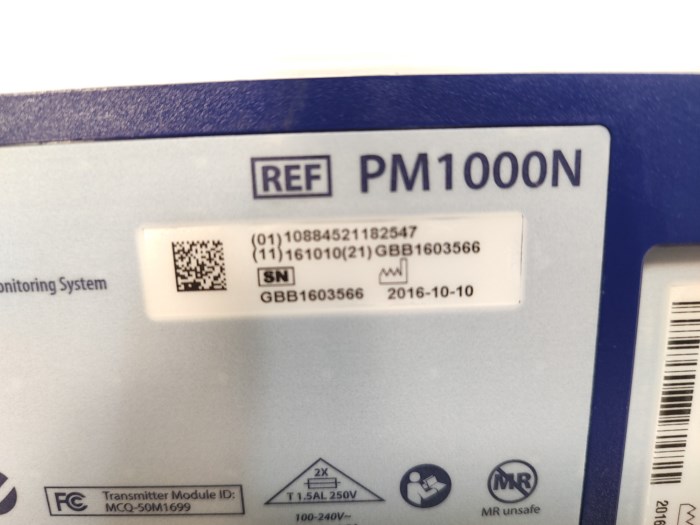 REF PM1000N
(01)10884521182547
(11)161010(21)GBB1603566
SN
GBB1603566 2016-10-10
onitoring System
FC Transmitter Module ID:
MCQ-50M1699
2X
T 1.5AL 250V
100-240V~
MR
MR unsafe
2016